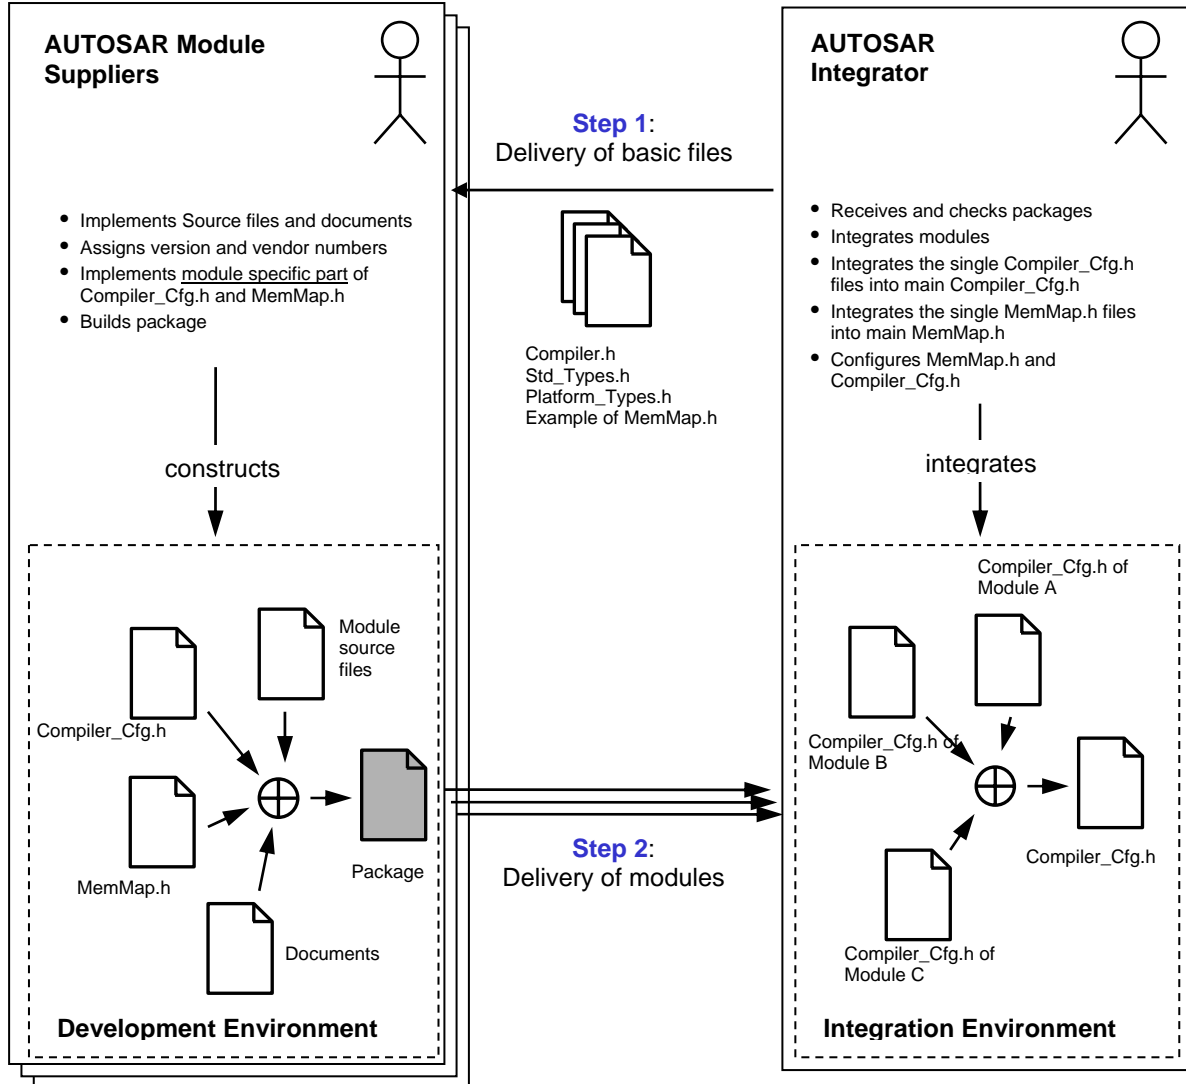 AUTOSAR Module
Suppliers
• Implements Source files and documents
• Assigns version and vendor numbers
• Implements module specific part of
Compiler_Cfg.h and MemMap.h
• Builds package
constructs
Compiler_Cfg.h
Module
source
files
MemMap.h
Package
Documents
Development Environment
Step 1:
Delivery of basic files
Compiler.h
Std_Types.h
Platform_Types.h
Example of MemMap.h
Step 2:
Delivery of modules
AUTOSAR
Integrator
• Receives and checks packages
• Integrates modules
• Integrates the single Compiler_Cfg.h
files into main Compiler_Cfg.h
• Integrates the single MemMap.h files
into main MemMap.h
• Configures MemMap.h and
Compiler_Cfg.h
integrates
Compiler_Cfg.h of
Module A
Compiler_Cfg.h of
Module B
Compiler_Cfg.h
Compiler_Cfg.h of
Module C
Integration Environment